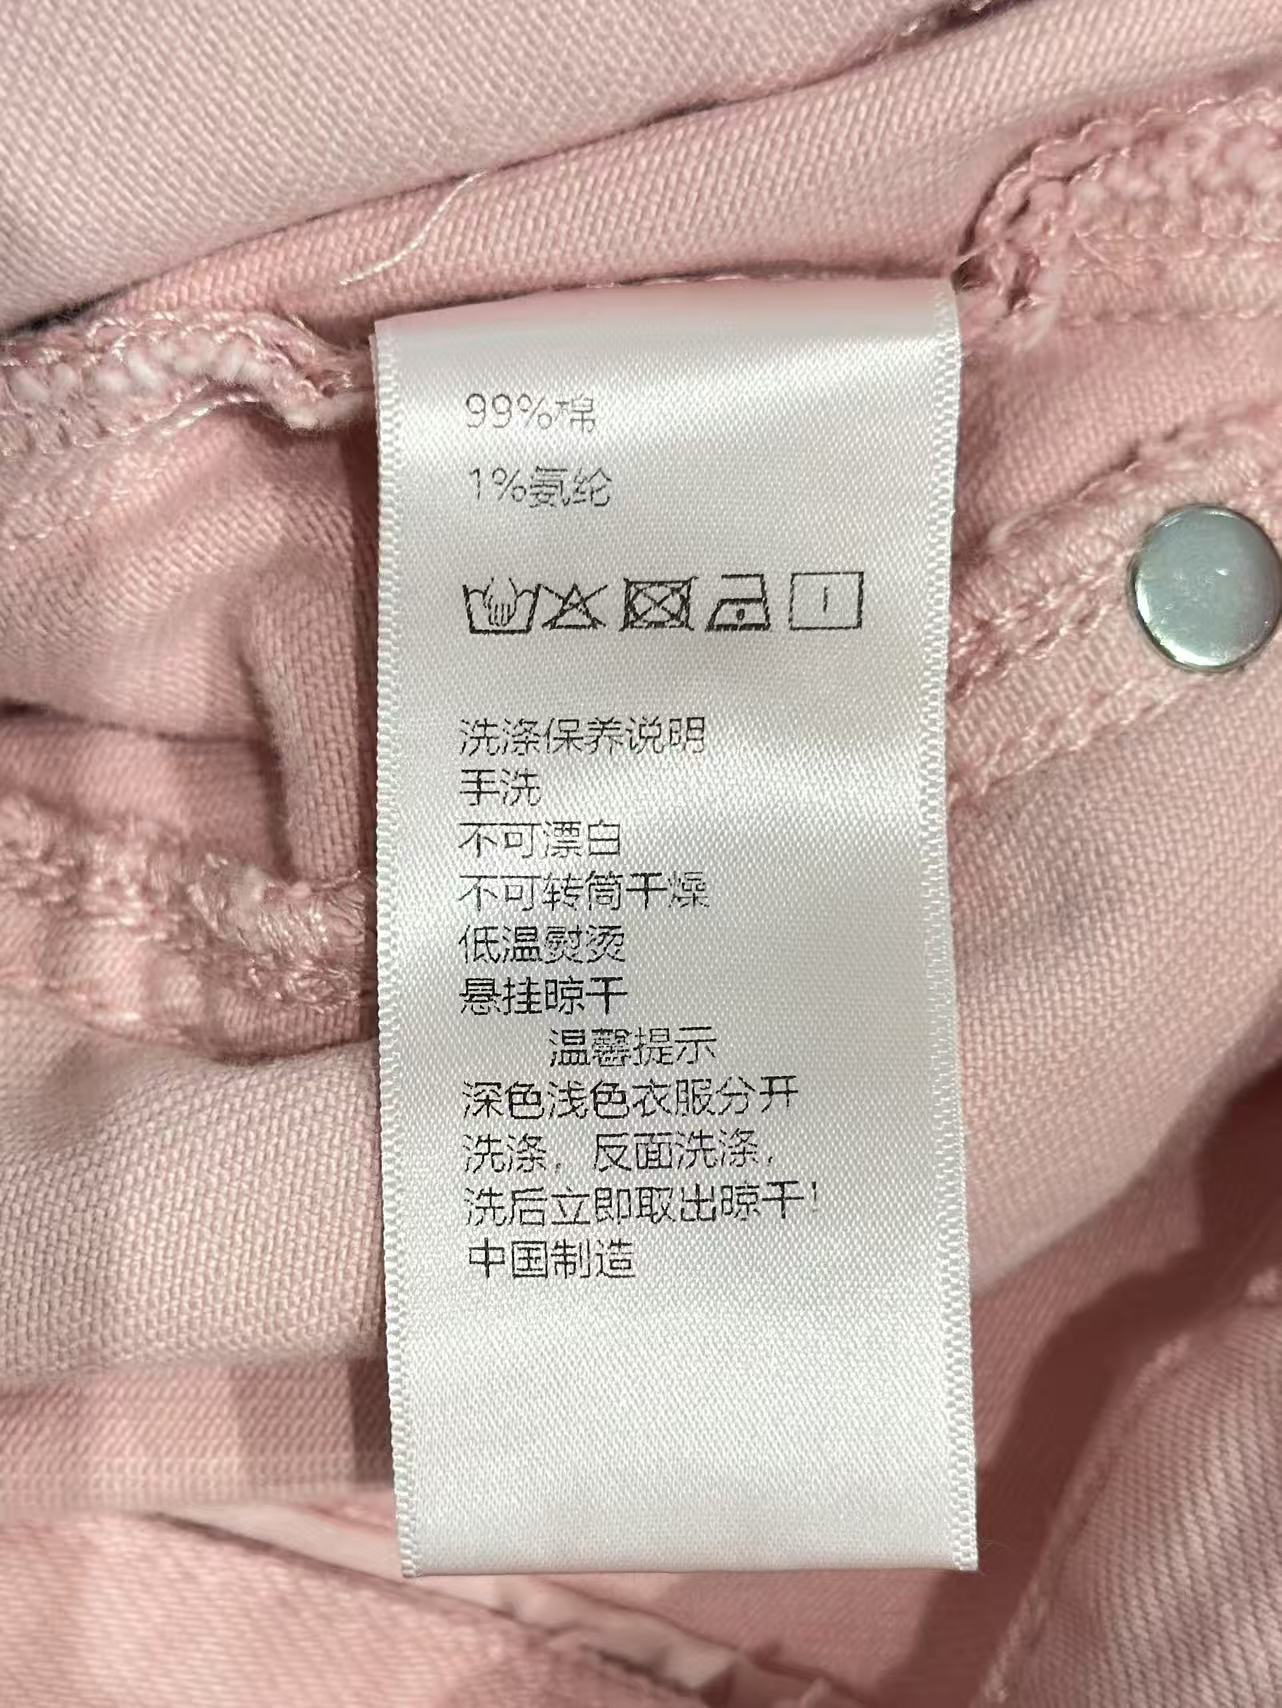 99%棉
1%氨纶
洗涤保养说明
手洗
不可漂白
不可转筒干燥
低温熨烫
悬挂晾干
温馨提示
深色浅色衣服分开
洗涤，反面洗涤，
洗后立即取出晾干！
中国制造